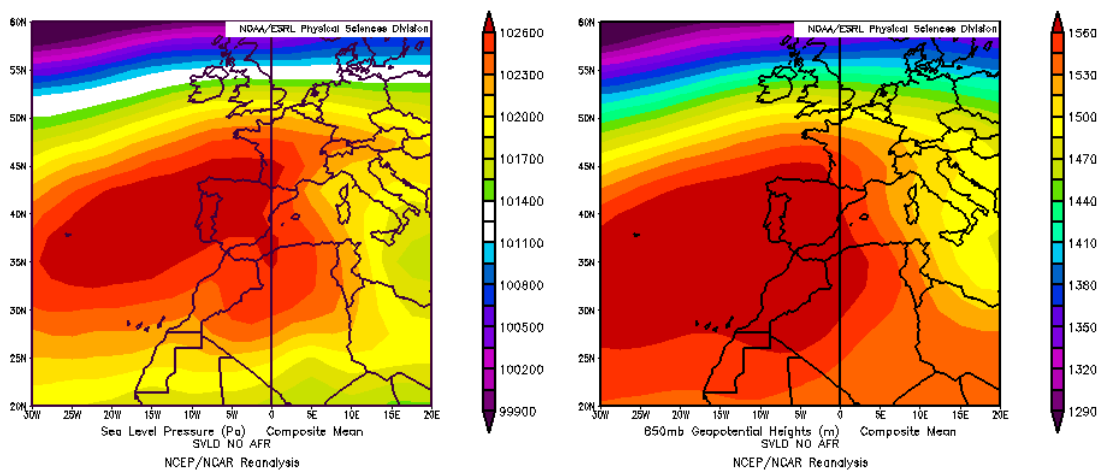 NOAA/ESRL Physical Sciences Division
60N
55N
50N
45N
40N
35N
30N
25N
20N
30W 25W 20W 15W 10W 5W 0 5E 10E 15E 20E
102600
102300
102000
101700
101400
101100
100800
100500
100200
99900
Sea Level Pressure (Pa) Composite Mean
SVLD NO AFR
NCEP/NCAR Reanalysis
NOAA/ESRL Physical Sciences Division
60N
55N
50N
45N
40N
35N
30N
25N
20N
30W 25W 20W 15W 10W 5W 0 5E 10E 15E 20E
1560
1530
1500
1470
1440
1410
1380
1350
1320
1290
850mb Geopotential Heights (m) Composite Mean
SVLD NO AFR
NCEP/NCAR Reanalysis